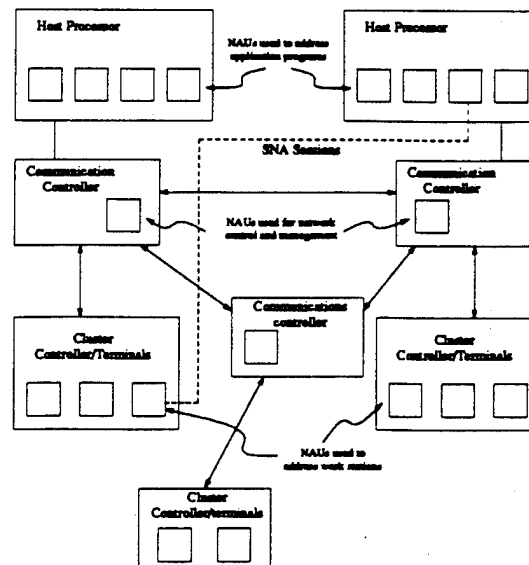 Host Processor
NAUs used to address
application programs
Host Processor
SNA Sessions
Communication
Controller
Communication
Controller
NAUs used for network
control and management
Communications
controller
Cluster
Controller/Terminals
Cluster
Controller/Terminals
NAUs used to
address work stations
Cluster
Controller/terminals